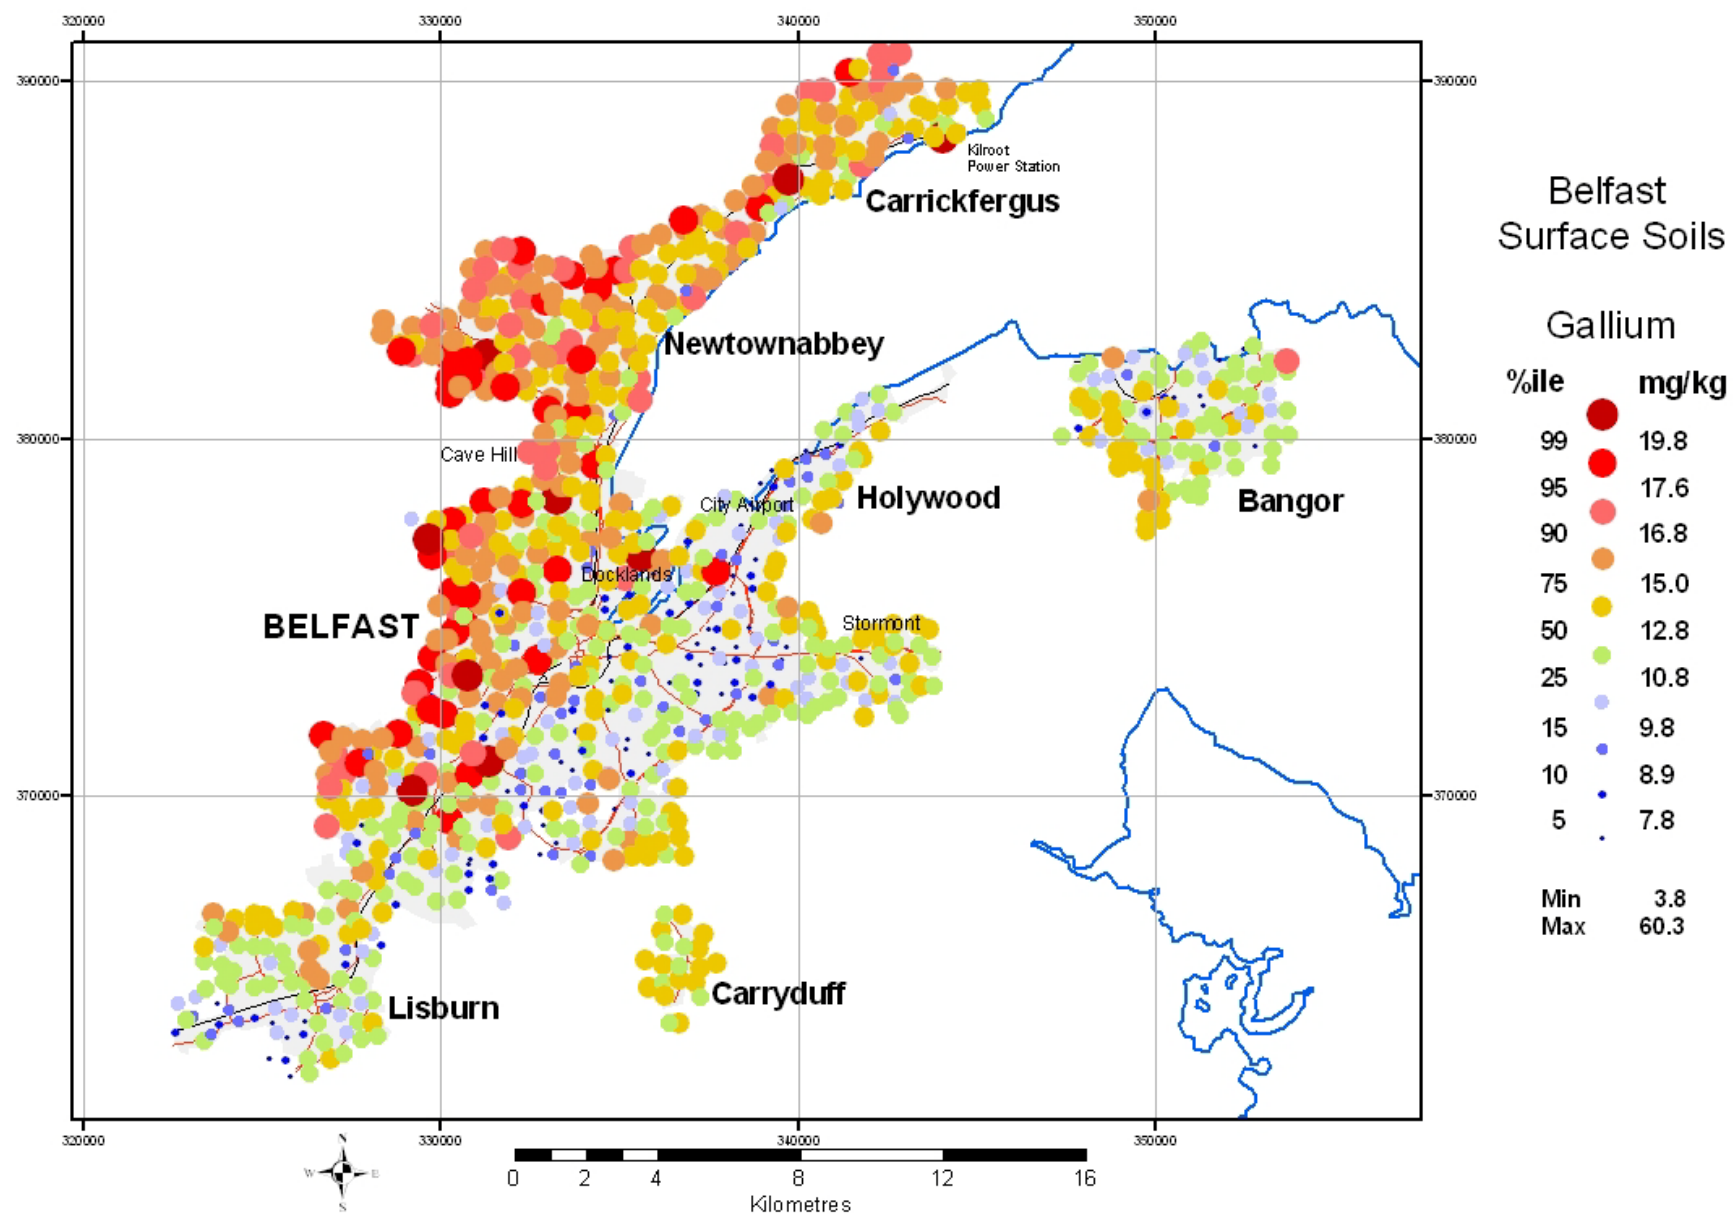 320000 330000 340000 350000
390000 390000
Kilroot
Power Station
Carrickfergus
Belfast
Surface Soils
Gallium
Newtownabbey
%ile mg/kg
380000 380000
99 19.8
Cave Hill
95 17.6
City Airport
Holywood
Bangor
90 16.8
Docklands
75 15.0
BELFAST
Stormont
50 12.8
25 10.8
15 9.8
10 8.9
370000 370000
5 7.8
Min 3.8
Max 60.3
Carryduff
Lisburn
320000 330000 340000 350000
N
W E
S
0 2 4 8 12 16
Kilometres